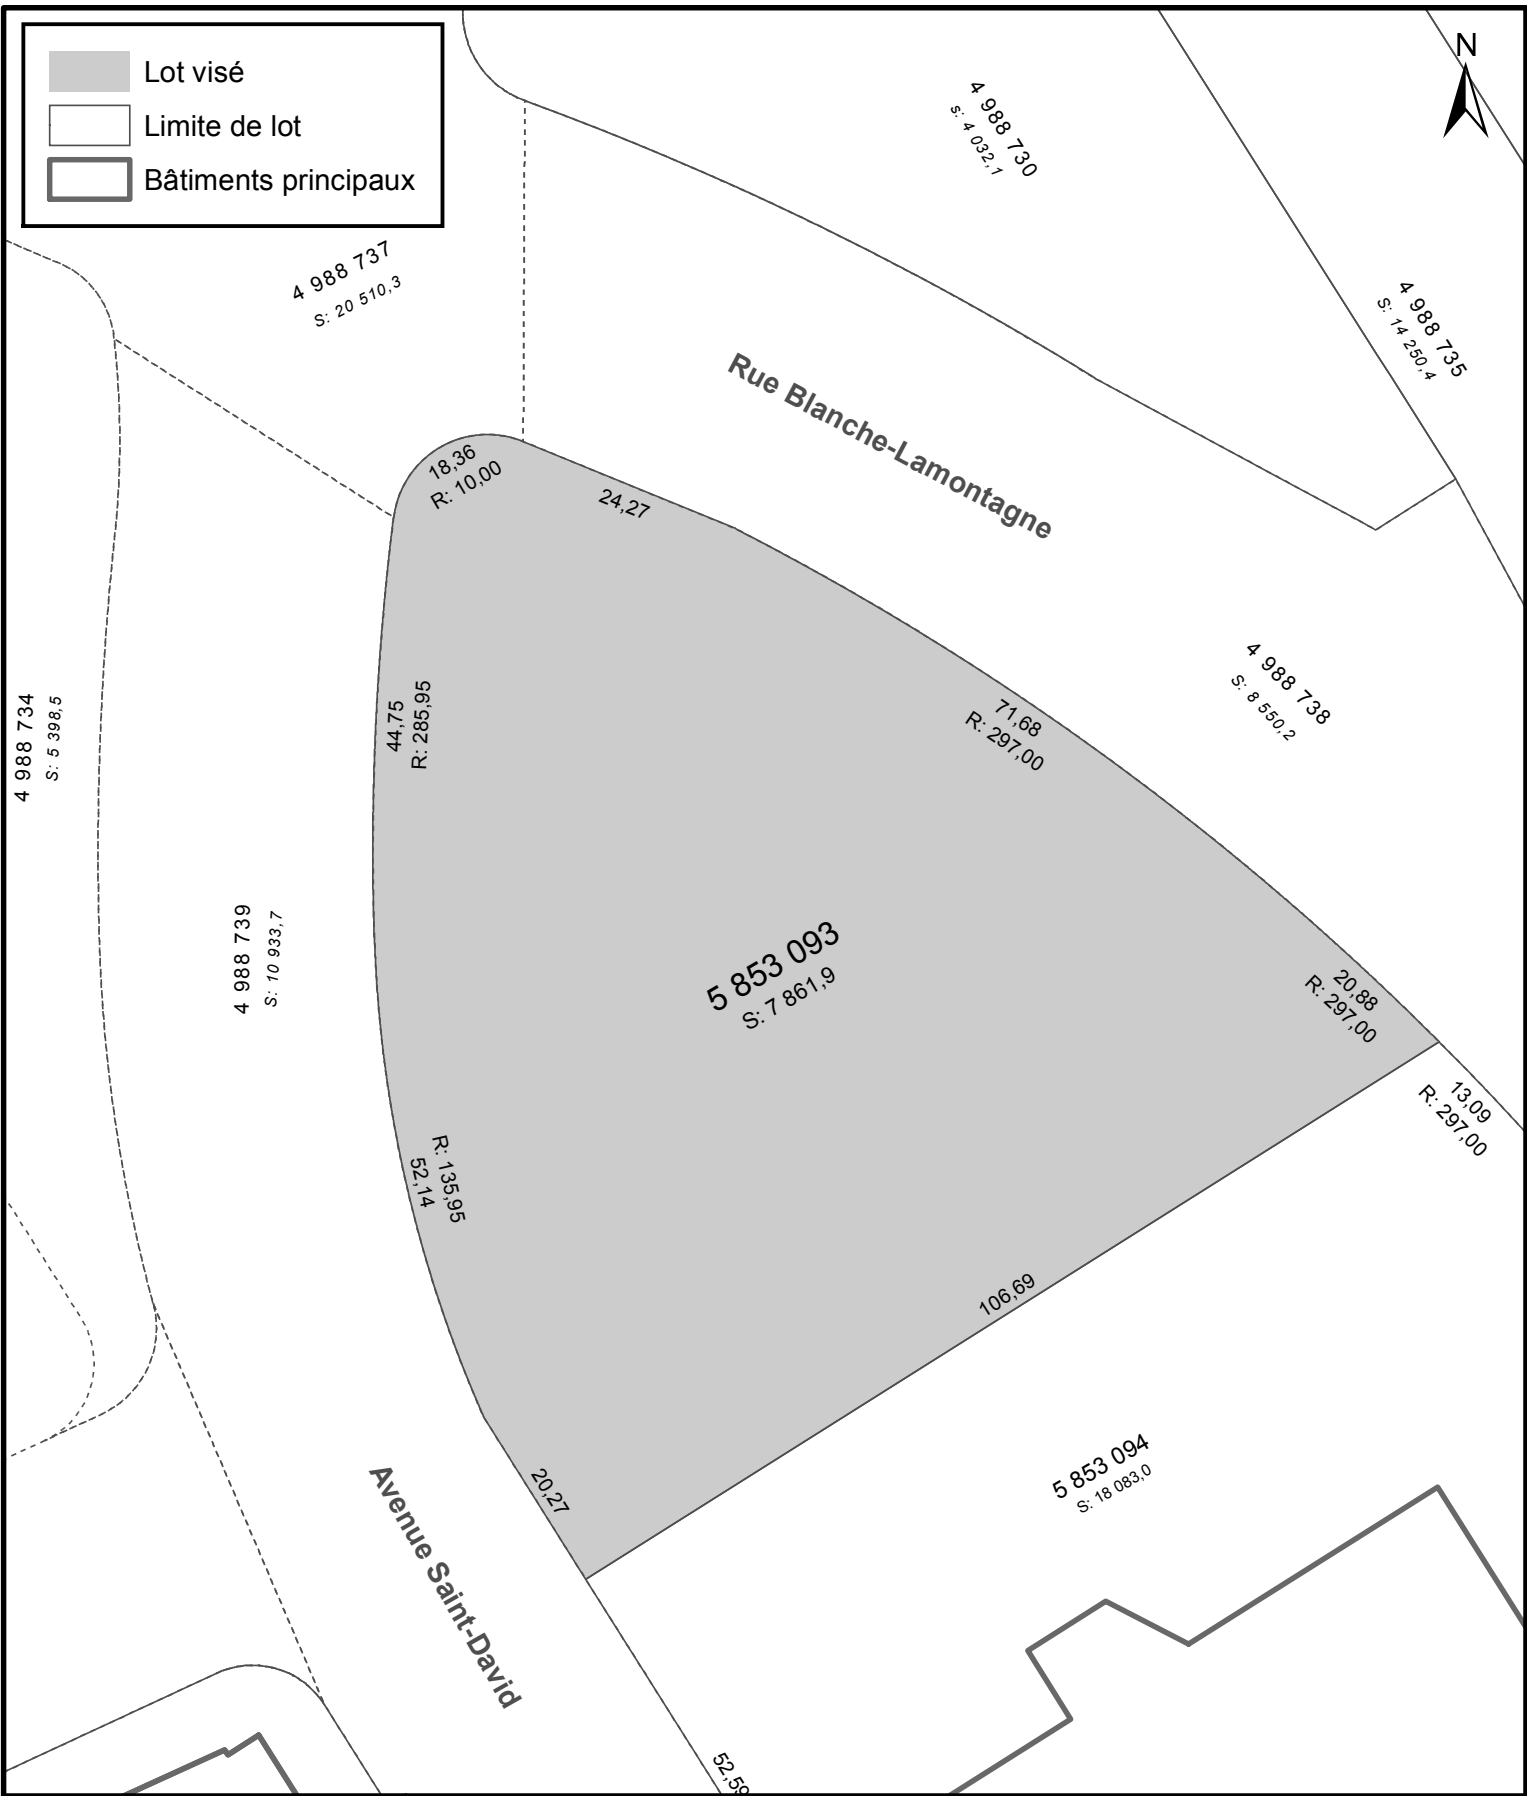 Lot visé
Limite de lot
Bâtiments principaux
N
4 988 730
s: 4 032,1
4 988 737
S: 20 510,3
4 988 735
S: 14 250,4
Rue Blanche-Lamontagne
18,36
R: 10,00
24,27
4 988 738
S: 8 550,2
4 988 734
S: 5 398,5
44,75
R: 285,95
71,68
R: 297,00
4 988 739
S: 10 933,7
5 853 093
S: 7 861,9
20,88
R: 297,00
13,09
R: 297,00
R: 135,95
52,14
106,69
20,27
5 853 094
S: 18 083,0
Avenue Saint-David
52,59